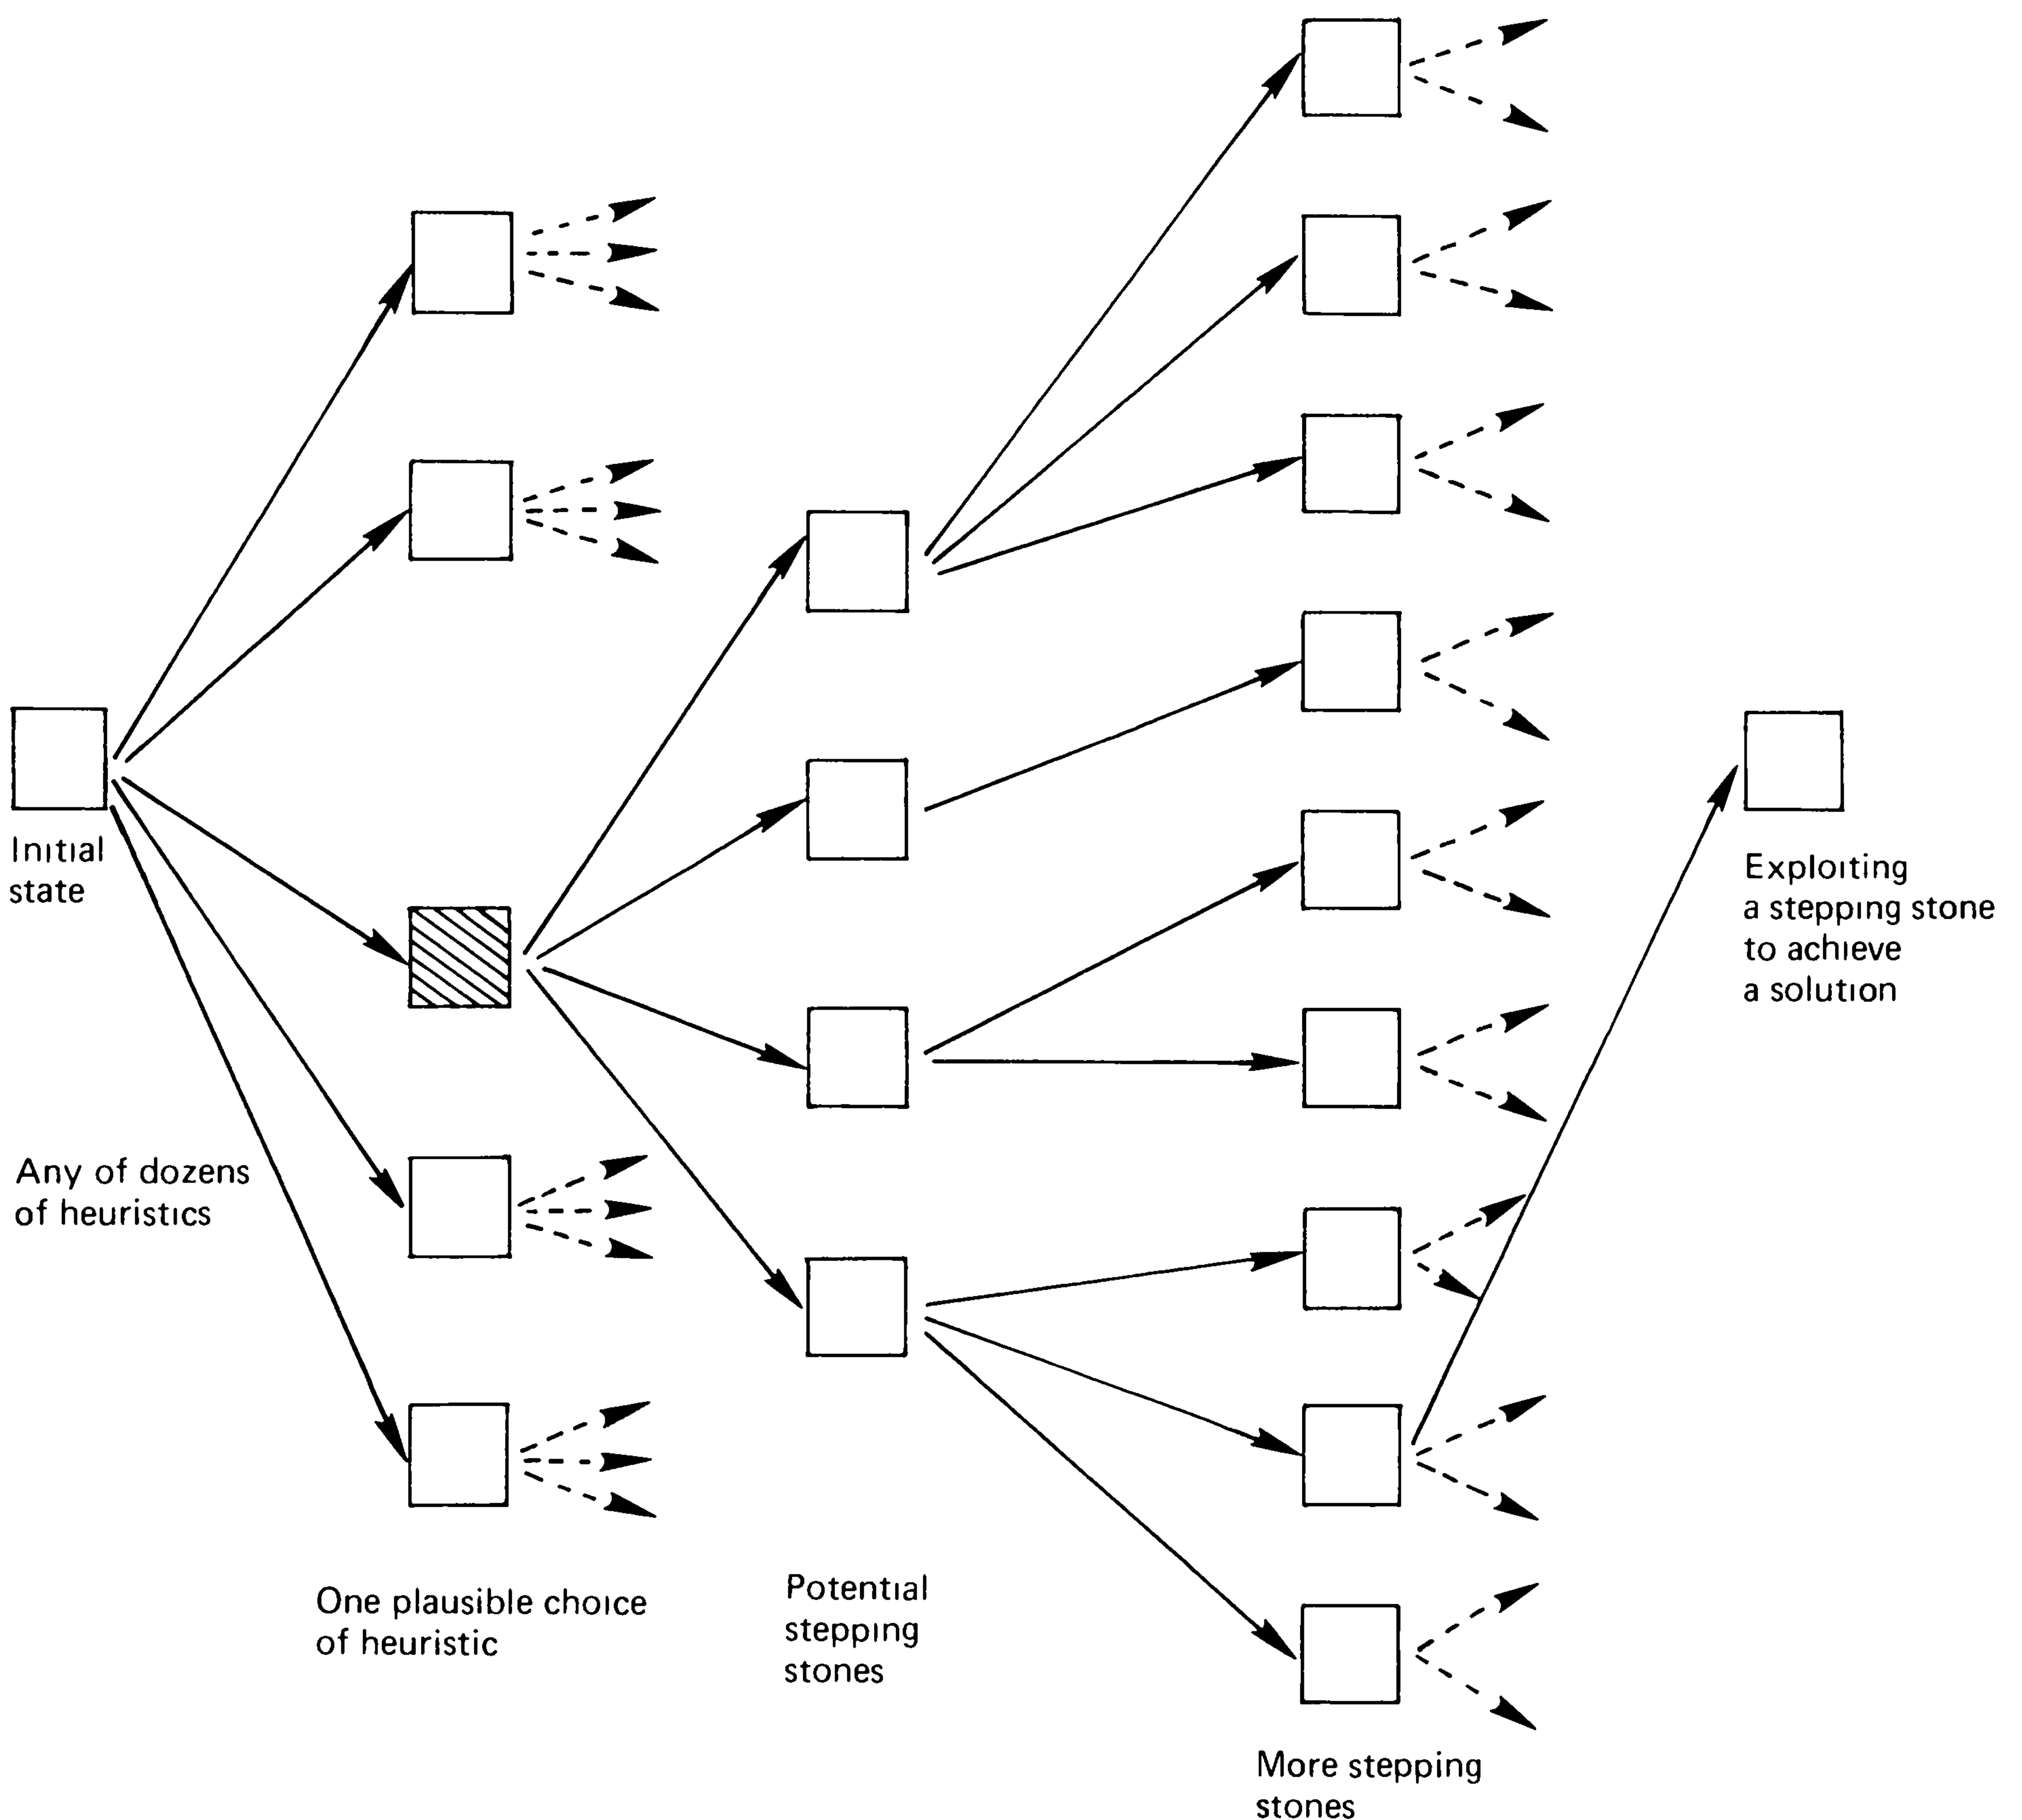 Initial
state
Any of dozens
of heuristics
One plausible choice
of heuristic
Potential
stepping
stones
More stepping
stones
Exploiting
a stepping stone
to achieve
a solution